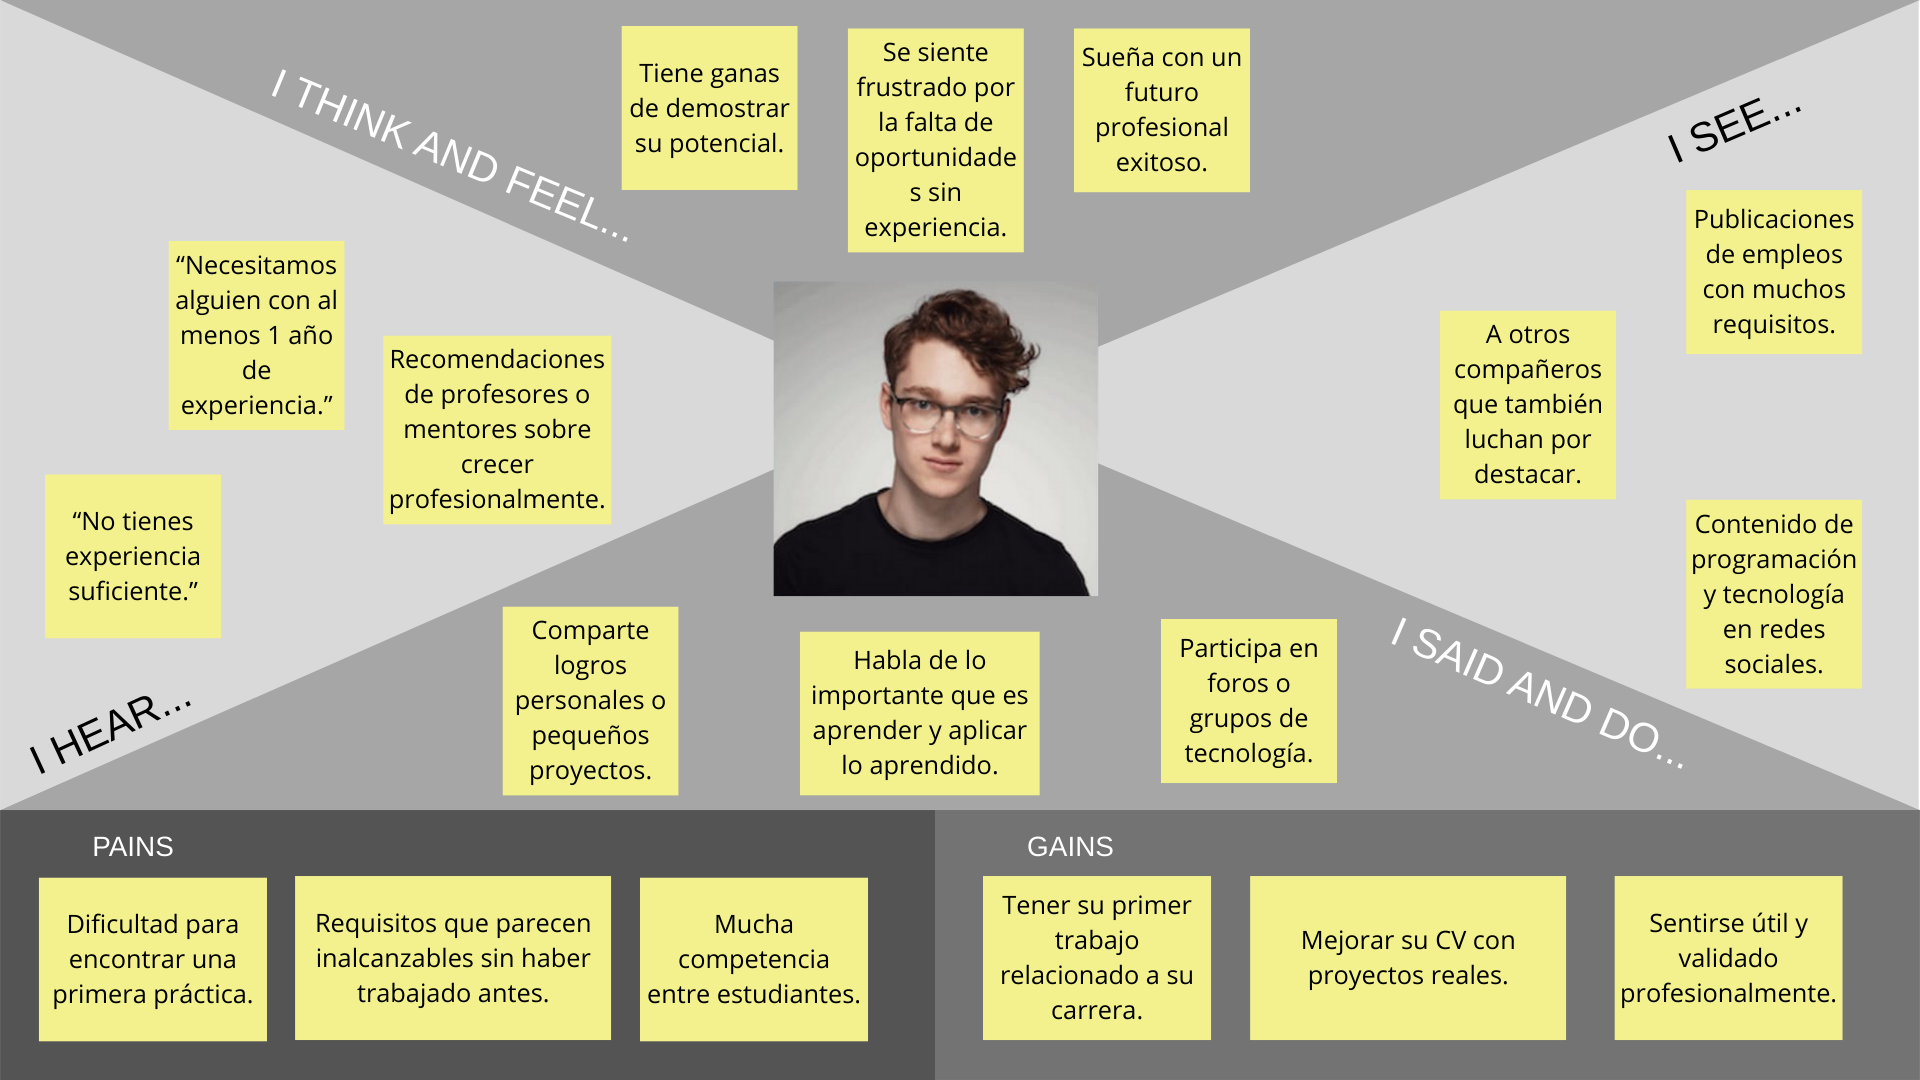 I THINK AND FEEL...
Tiene ganas
de demostrar
su potencial.
Se siente
frustrado por
la falta de
oportunidade
s sin
experiencia.
Sueña con un
futuro
profesional
exitoso.
I SEE...
Publicaciones
de empleos
con muchos
requisitos.
A otros
compañeros
que también
luchan por
destacar.
Contenido de
programación
y tecnología
en redes
sociales.
“Necesitamos
alguien con al
menos 1 año
de
experiencia.”
Recomendaciones
de profesores o
mentores sobre
crecer
profesionalmente.
“No tienes
experiencia
suficiente.”
I HEAR...
Comparte
logros
personales o
pequeños
proyectos.
Habla de lo
importante que es
aprender y aplicar
lo aprendido.
Participa en
foros o
grupos de
tecnología.
I SAID AND DO...
PAINS
Dificultad para
encontrar una
primera práctica.
Requisitos que parecen
inalcanzables sin haber
trabajado antes.
Mucha
competencia
entre estudiantes.
GAINS
Tener su primer
trabajo
relacionado a su
carrera.
Mejorar su CV con
proyectos reales.
Sentirse útil y
validado
profesionalmente.